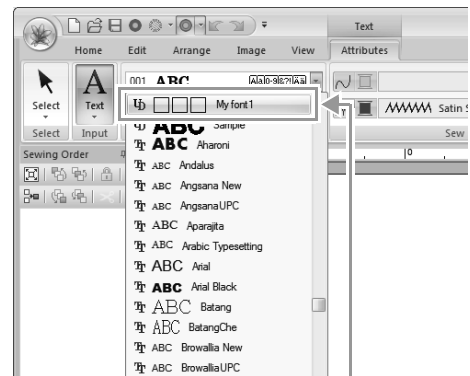 Text
Home Edit Arrange Image View Attributes
001 ABC
Select Text
My font1
Satin S
Select Input Sew
ABC Sample
Sewing Order
0
ABC Aharoni
ABC Andalus
ABC Angsana New
ABC AngsanaUPC
ABC Aparajita
ABC Arabic Typesetting
ABC Arial
ABC Arial Black
ABC Batang
ABC BatangChe
ABC Browallia New
ABC BrowalliaUPC